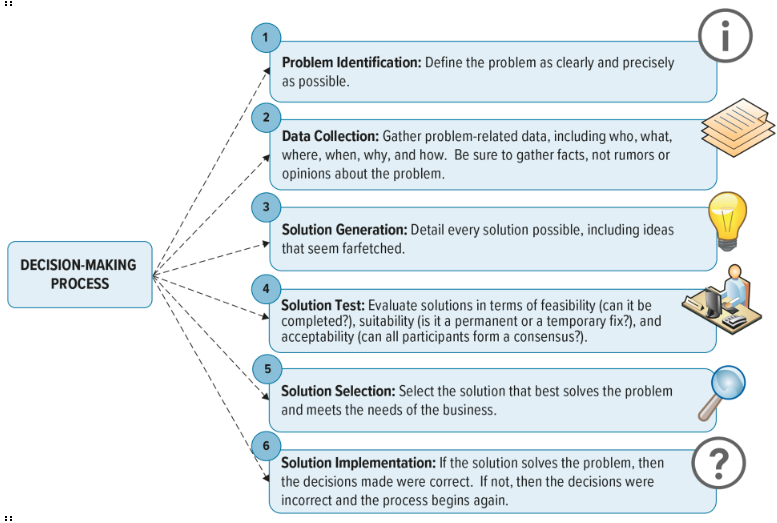 1
Problem Identification: Define the problem as clearly and precisely
as possible.
2
Data Collection: Gather problem-related data, including who, what,
where, when, why, and how. Be sure to gather facts, not rumors or
opinions about the problem.
3
Solution Generation: Detail every solution possible, including ideas
that seem farfetched.
DECISION-MAKING
PROCESS
4
Solution Test: Evaluate solutions in terms of feasibility (can it be
completed?), suitability (is it a permanent or a temporary fix?), and
acceptability (can all participants form a consensus?).
5
Solution Selection: Select the solution that best solves the problem
and meets the needs of the business.
6
Solution Implementation: If the solution solves the problem, then
the decisions made were correct. If not, then the decisions were
incorrect and the process begins again.
i
?